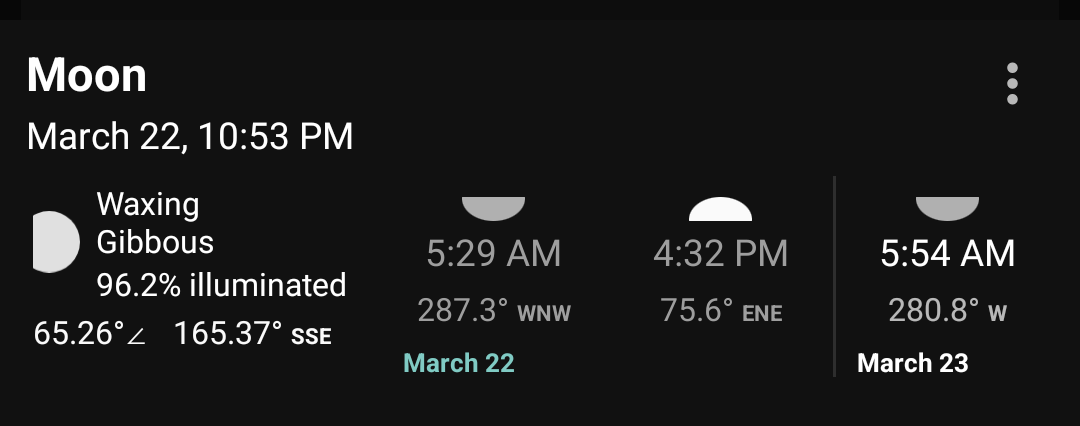 Moon
March 22, 10:53 PM
Waxing
Gibbous
96.2% illuminated
65.26°∠ 165.37° SSE
5:29 AM
287.3° WNW
March 22
4:32 PM
75.6° ENE
5:54 AM
280.8° W
March 23